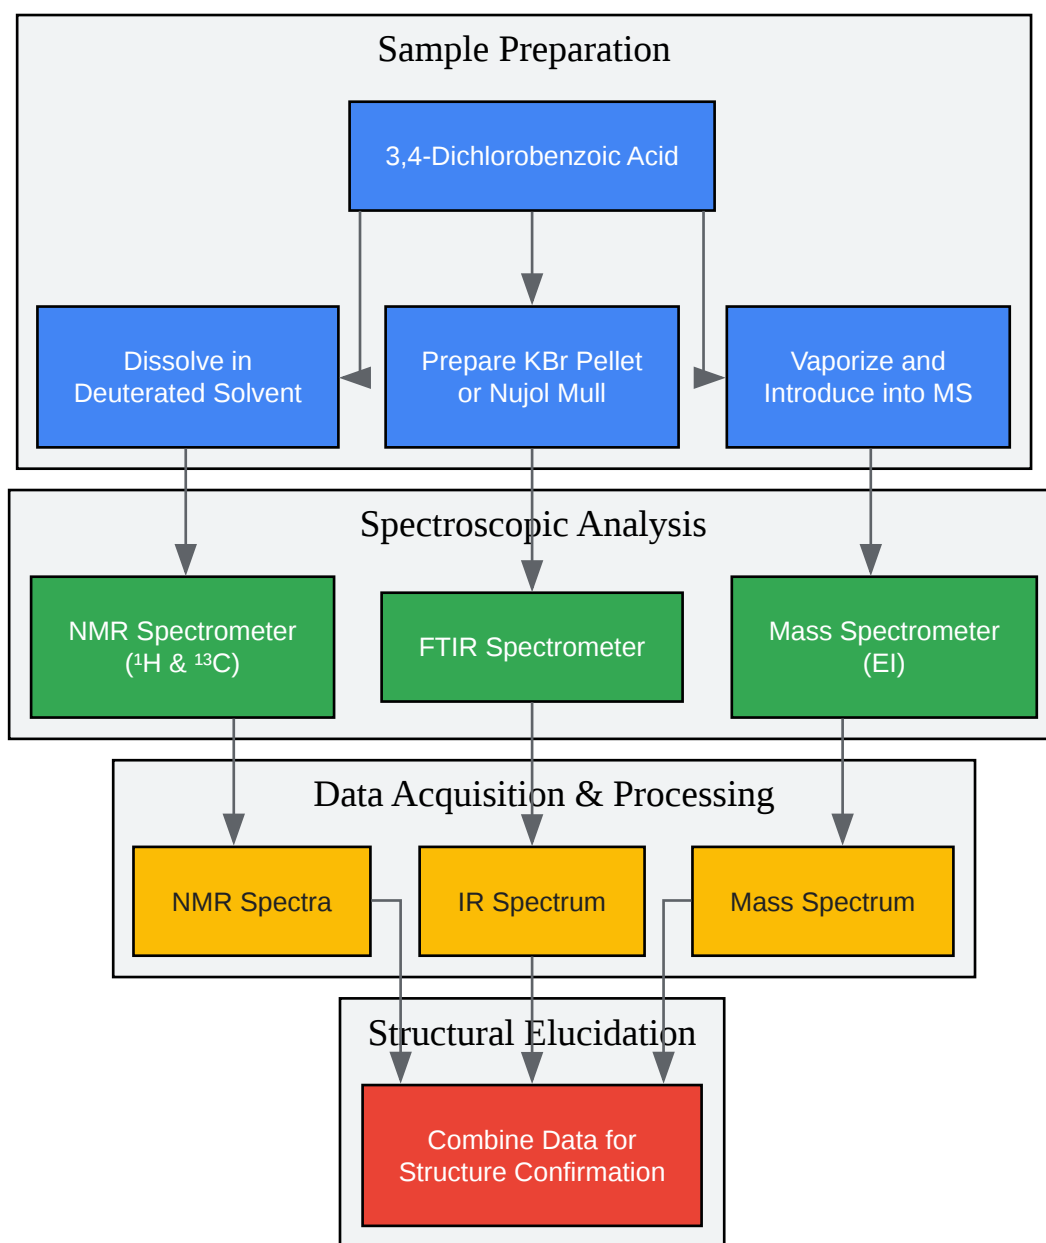 Sample Preparation
3,4-Dichlorobenzoic Acid
Dissolve in
Deuterated Solvent
Prepare KBr Pellet
or Nujol Mull
Vaporize and
Introduce into MS
Spectroscopic Analysis
NMR Spectrometer
(¹H & ¹³C)
FTIR Spectrometer
Mass Spectrometer
(EI)
Data Acquisition & Processing
NMR Spectra
IR Spectrum
Mass Spectrum
Structural Elucidation
Combine Data for
Structure Confirmation